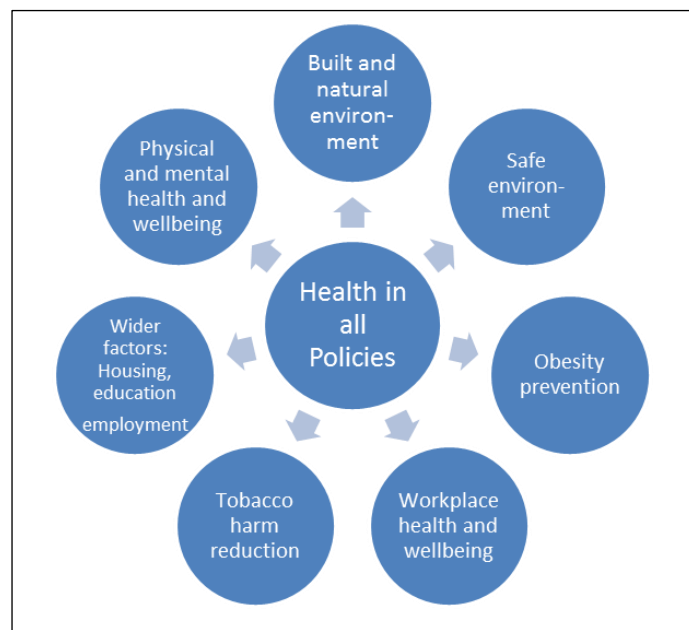 Built and
natural
environ-
ment
Safe
environ-
ment
Obesity
prevention
Workplace
health and
wellbeing
Tobacco
harm
reduction
Wider
factors:
Housing,
education
employment
Physical
and mental
health and
wellbeing
Health in
all
Policies